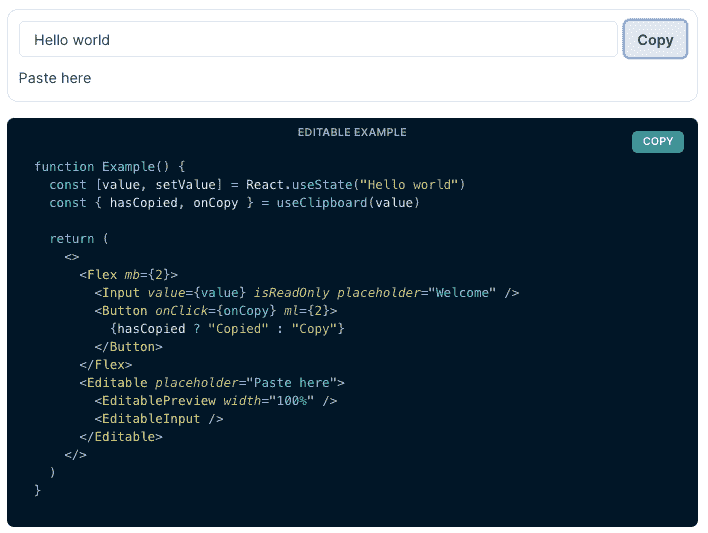 Hello world
Copy
Paste here
EDITABLE EXAMPLE
COPY
function Example() {
  const [value, setValue] = React.useState("Hello world")
  const { hasCopied, onCopy } = useClipboard(value)

  return (
    <>
      <Flex mb={2}>
        <Input value={value} isReadOnly placeholder="Welcome" />
        <Button onClick={onCopy} ml={2}>
          {hasCopied ? "Copied" : "Copy"}
        </Button>
      </Flex>
      <Editable placeholder="Paste here">
        <EditablePreview width="100%" />
        <EditableInput />
      </Editable>
    </>
  )
}